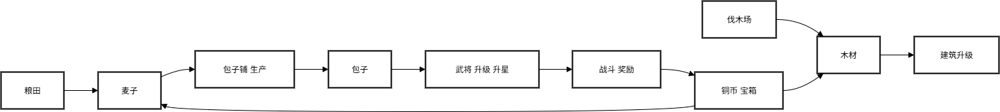 粮田
麦子
包子铺 生产
包子
武将 升级 升星
战斗 奖励
铜币 宝箱
伐木场
木材
建筑升级